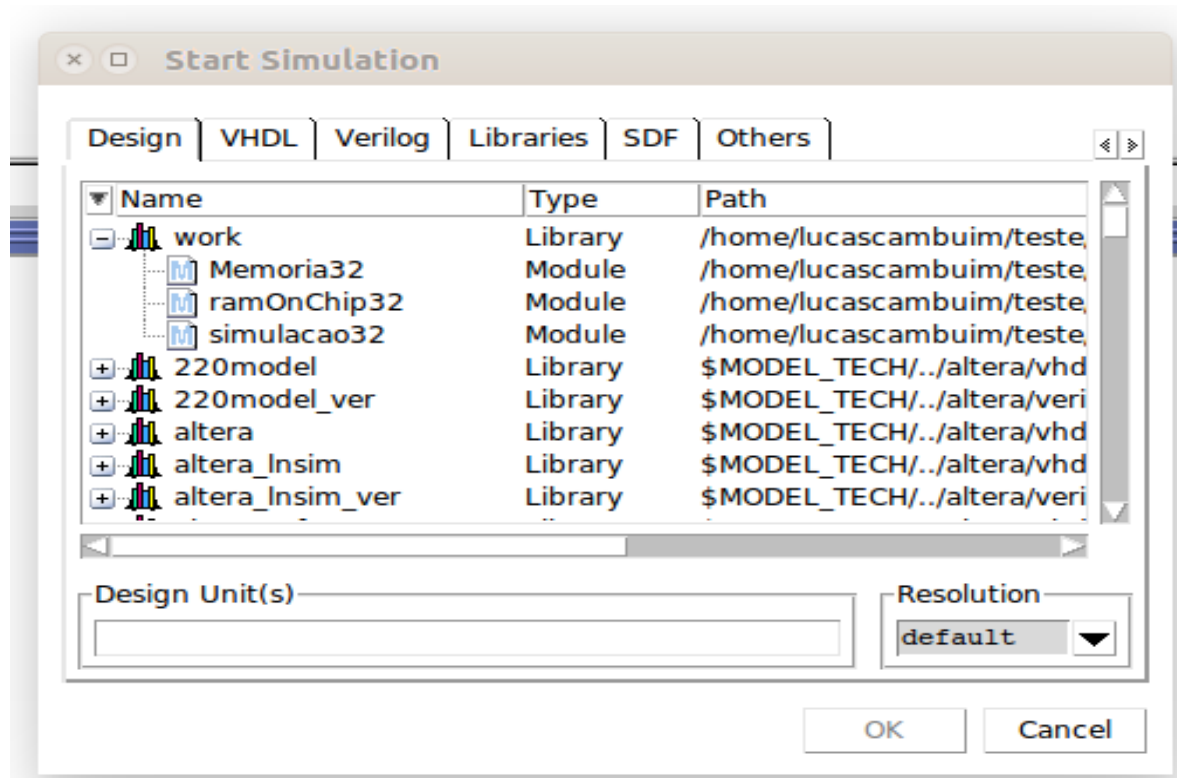 Start Simulation
Design VHDL Verilog Libraries SDF Others
Name Type Path
work Library /home/lucascambuim/teste/
Memoria32 Module /home/lucascambuim/teste/
ramOnChip32 Module /home/lucascambuim/teste/
simulacao32 Module /home/lucascambuim/teste/
220model Library $MODEL_TECH/../altera/vhd
220model_ver Library $MODEL_TECH/../altera/veri
altera Library $MODEL_TECH/../altera/vhd
altera_lnsim Library $MODEL_TECH/../altera/vhd
altera_lnsim_ver Library $MODEL_TECH/../altera/veri
Design Unit(s) Resolution
default
OK Cancel